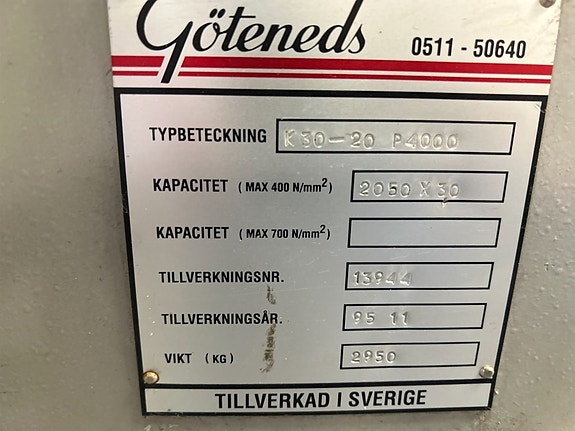 Göteneds
0511 - 50640
TYPBETECKNING K30-20 P4000
KAPACITET (MAX 400 N/mm²) 2050 X 30
KAPACITET (MAX 700 N/mm²)
TILLVERKNINGSNR. 13944
TILLVERKNINGSÅR. 95 11
VIKT (KG) 2950
TILLVERKAD I SVERIGE